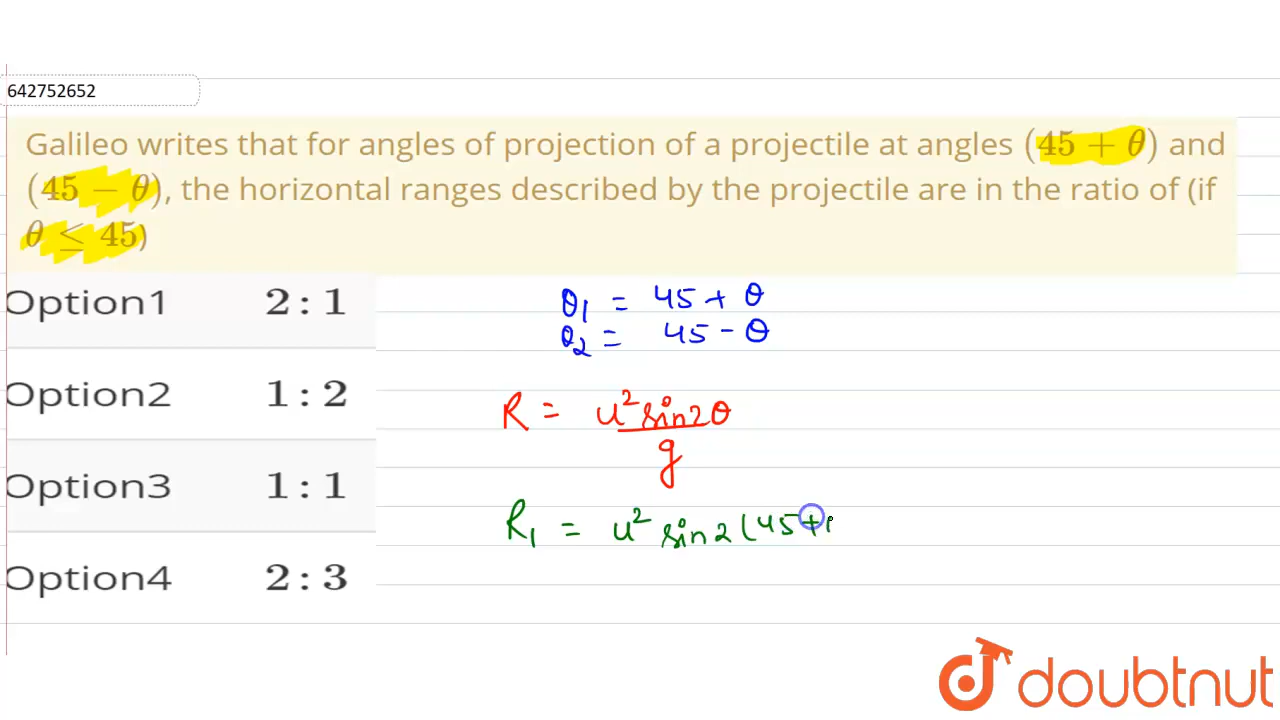 642752652
Galileo writes that for angles of projection of a projectile at angles (45 + θ) and
(45 − θ), the horizontal ranges described by the projectile are in the ratio of (if
θ ≤ 45)
Option1 2 : 1
Option2 1 : 2
Option3 1 : 1
Option4 2 : 3
θ₁ = 45 + θ
θ₂ = 45 - θ
R = u² sin2θ
g
R₁ = u² sin2 (45+
doubtnut